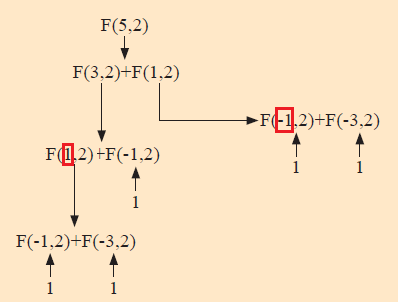 F(5,2)
F(3,2)+F(1,2)
F(-1,2)+F(-3,2)
1 1
F(1,2)+F(-1,2)
1
F(-1,2)+F(-3,2)
1 1